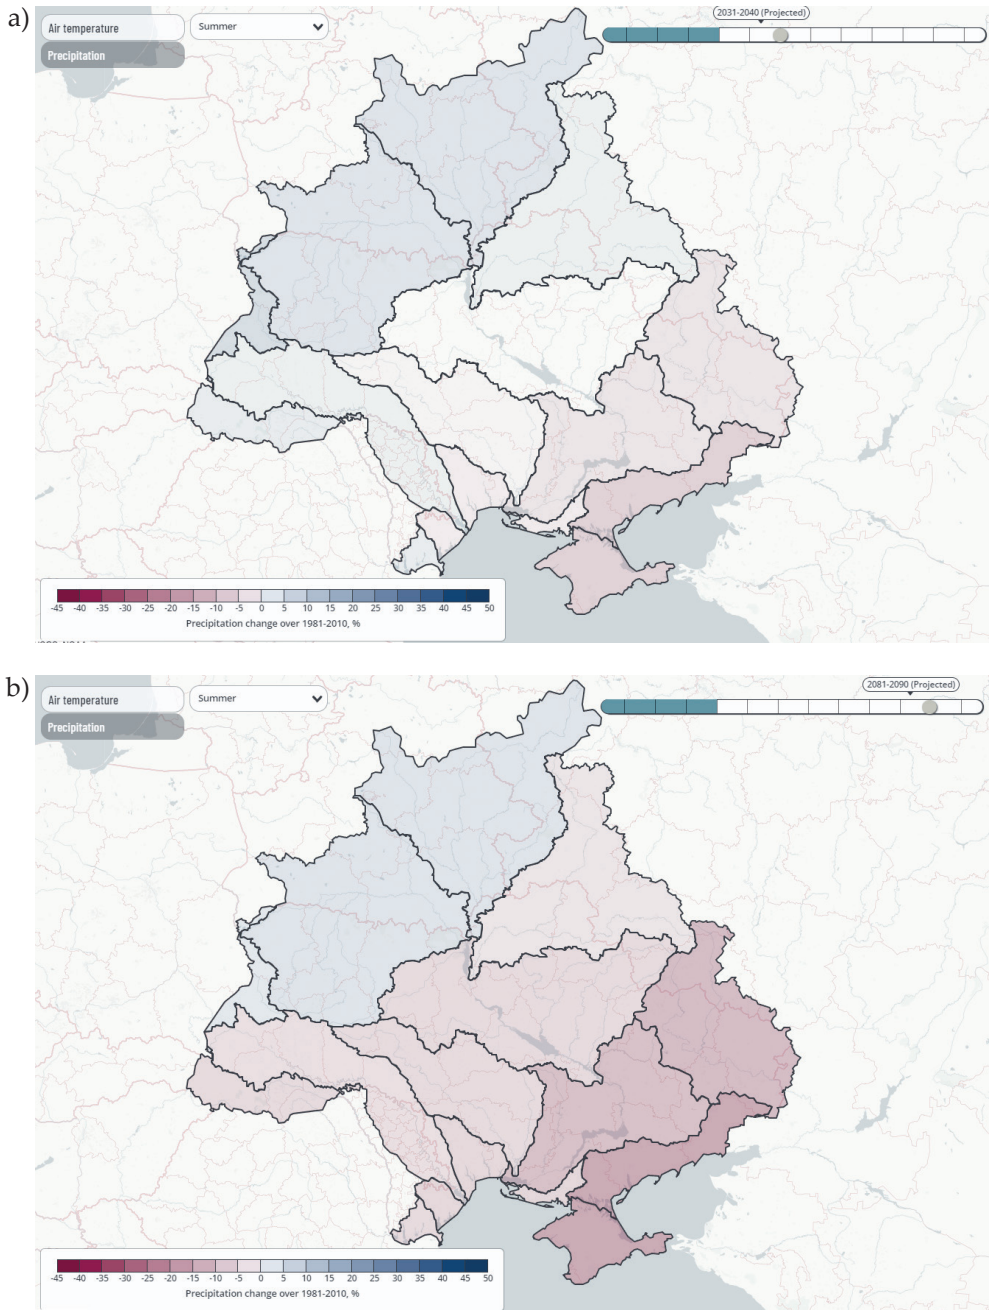 a)
Air temperature
Summer
2031-2040 (Projected)
Precipitation
-45 -40 -35 -30 -25 -20 -15 -10 -5 0 5 10 15 20 25 30 35 40 45 50
Precipitation change over 1981-2010, %
b)
Air temperature
Summer
2081-2090 (Projected)
Precipitation
-45 -40 -35 -30 -25 -20 -15 -10 -5 0 5 10 15 20 25 30 35 40 45 50
Precipitation change over 1981-2010, %